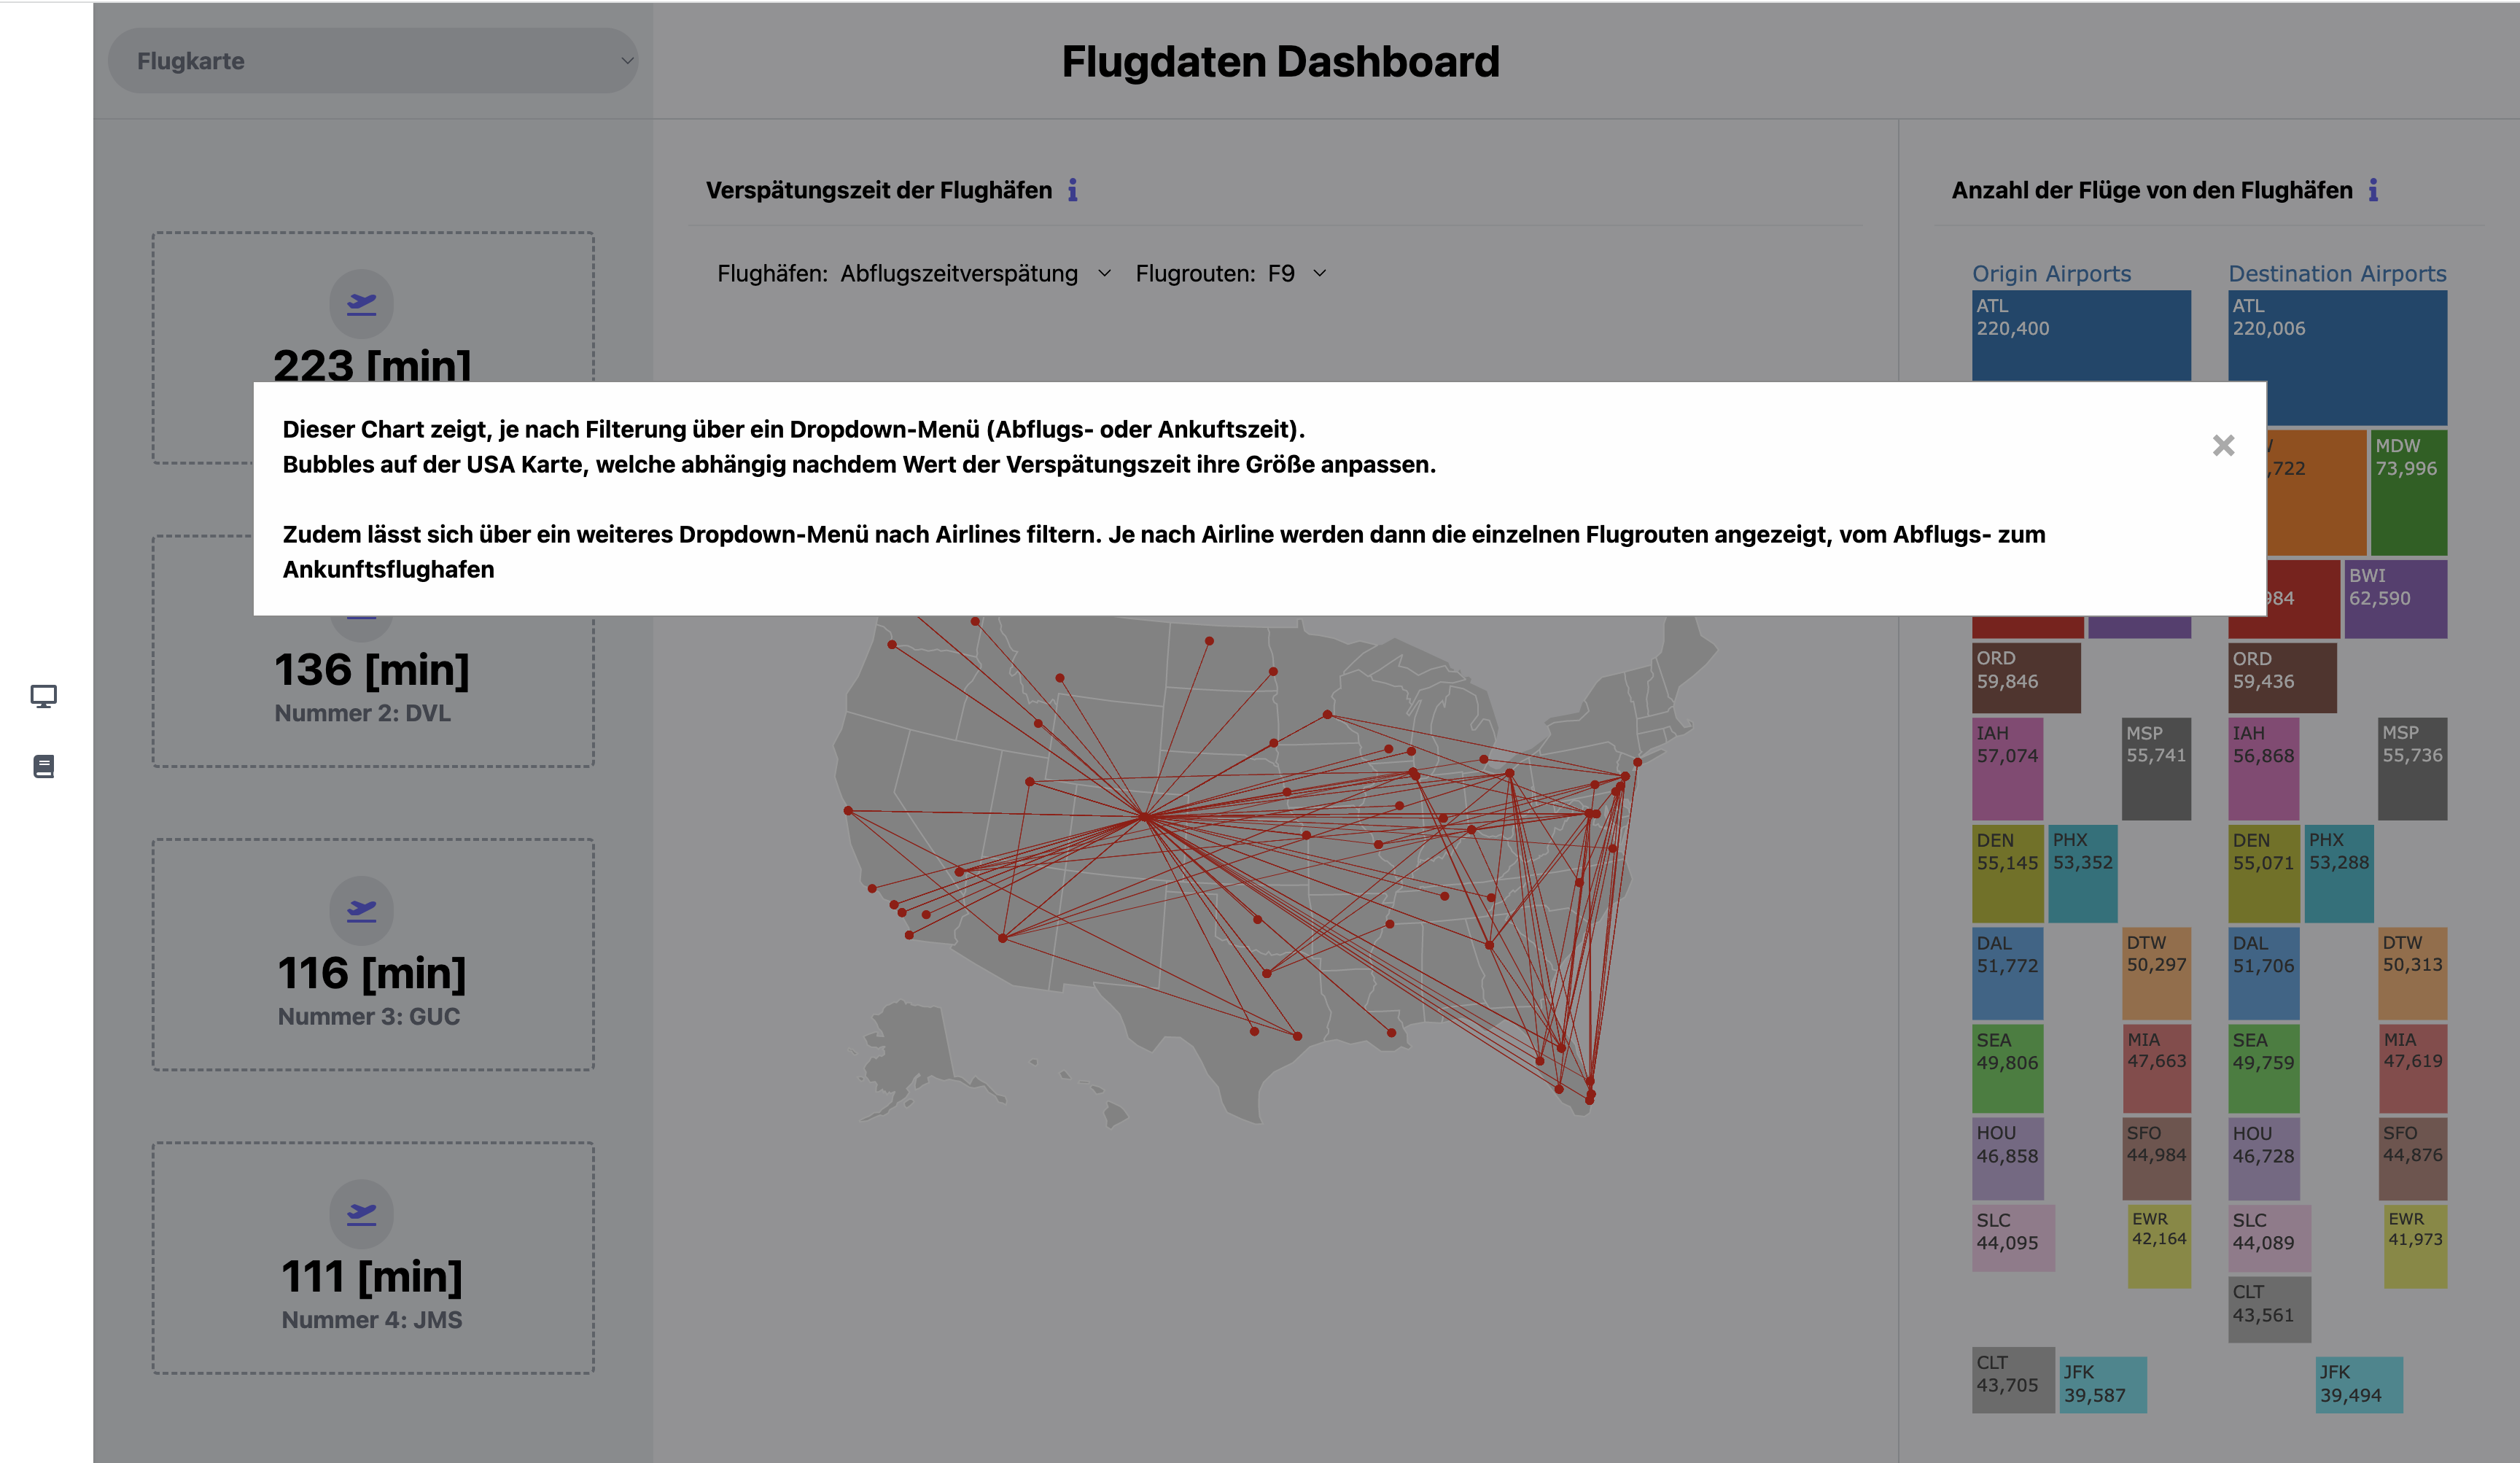 Flugkarte
Flugdaten Dashboard
223 [min]
136 [min]
Nummer 2: DVL
116 [min]
Nummer 3: GUC
111 [min]
Nummer 4: JMS
Verspätungszeit der Flughäfen
Flughäfen: Abflugszeitverspätung Flugrouten: F9
Dieser Chart zeigt, je nach Filterung über ein Dropdown-Menü (Abflugs- oder Ankuftszeit).
Bubbles auf der USA Karte, welche abhängig nachdem Wert der Verspätungszeit ihre Größe anpassen.
Zudem lässt sich über ein weiteres Dropdown-Menü nach Airlines filtern. Je nach Airline werden dann die einzelnen Flugrouten angezeigt, vom Abflugs- zum
Ankunftsflughafen
Anzahl der Flüge von den Flughäfen
Origin Airports
ATL
220,400
ORD
59,846
IAH
57,074
MSP
55,741
DEN
55,145
PHX
53,352
DAL
51,772
DTW
50,297
SEA
49,806
MIA
47,663
HOU
46,858
SFO
44,984
SLC
44,095
EWR
42,164
CLT
43,705
JFK
39,587
Destination Airports
ATL
220,006
,722
MDW
73,996
984
BWI
62,590
ORD
59,436
IAH
56,868
MSP
55,736
DEN
55,071
PHX
53,288
DAL
51,706
DTW
50,313
SEA
49,759
MIA
47,619
HOU
46,728
SFO
44,876
SLC
44,089
EWR
41,973
CLT
43,561
JFK
39,494